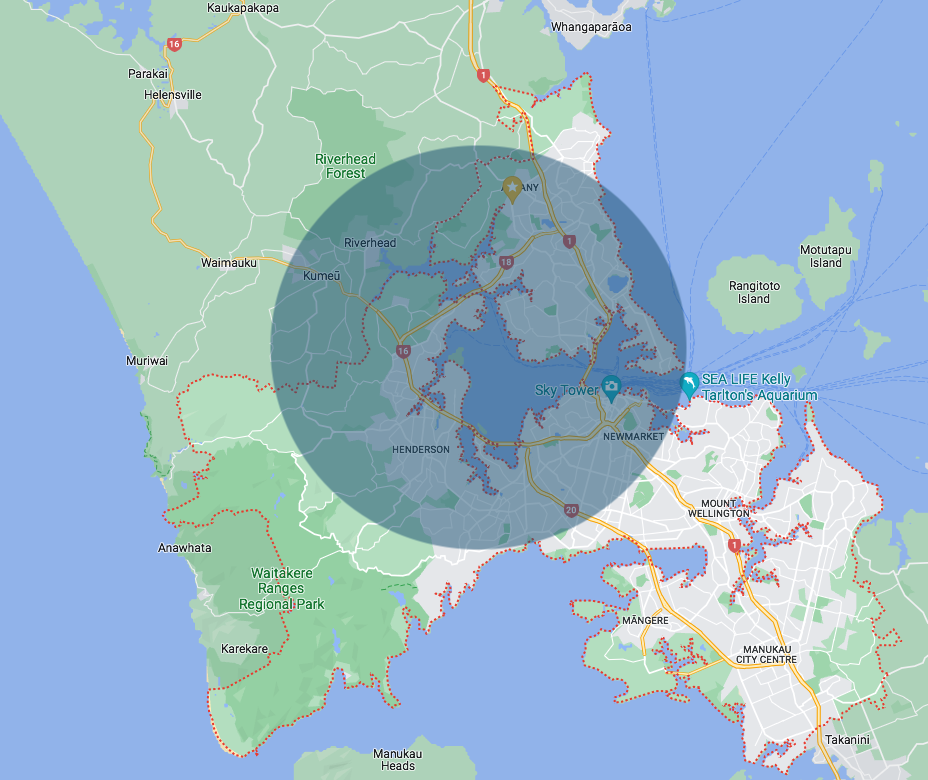 Kaukapakapa
Whangaparāoa
16
1
Parakai
Helensville
Riverhead
Forest
ALBANY
Riverhead
1
Motutapu
Island
Waimauku
18
Kumeū
Rangitoto
Island
16
Muriwai
SEA LIFE Kelly
Tarlton's Aquarium
Sky Tower
NEWMARKET
HENDERSON
MOUNT
WELLINGTON
20
1
Anawhata
Waitakere
Ranges
Regional Park
MĀNGERE
Karekare
MANUKAU
CITY CENTRE
Takanini
Manukau
Heads